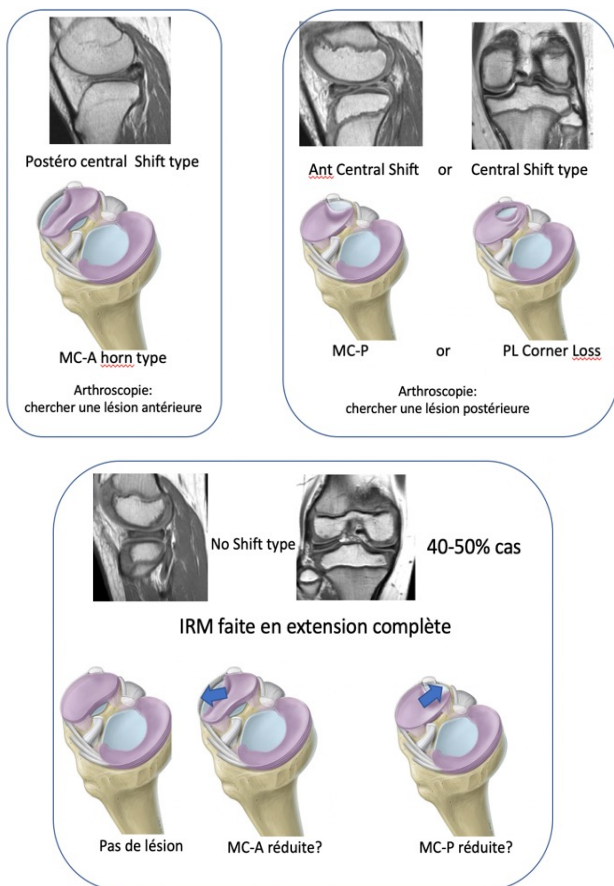 Postéro central Shift type
MC-A horn type
Arthroscopie:
chercher une lésion antérieure
Ant Central Shift or Central Shift type
MC-P or PL Corner Loss
Arthroscopie:
chercher une lésion postérieure
No Shift type
40-50% cas
IRM faite en extension complète
Pas de lésion MC-A réduite? MC-P réduite?